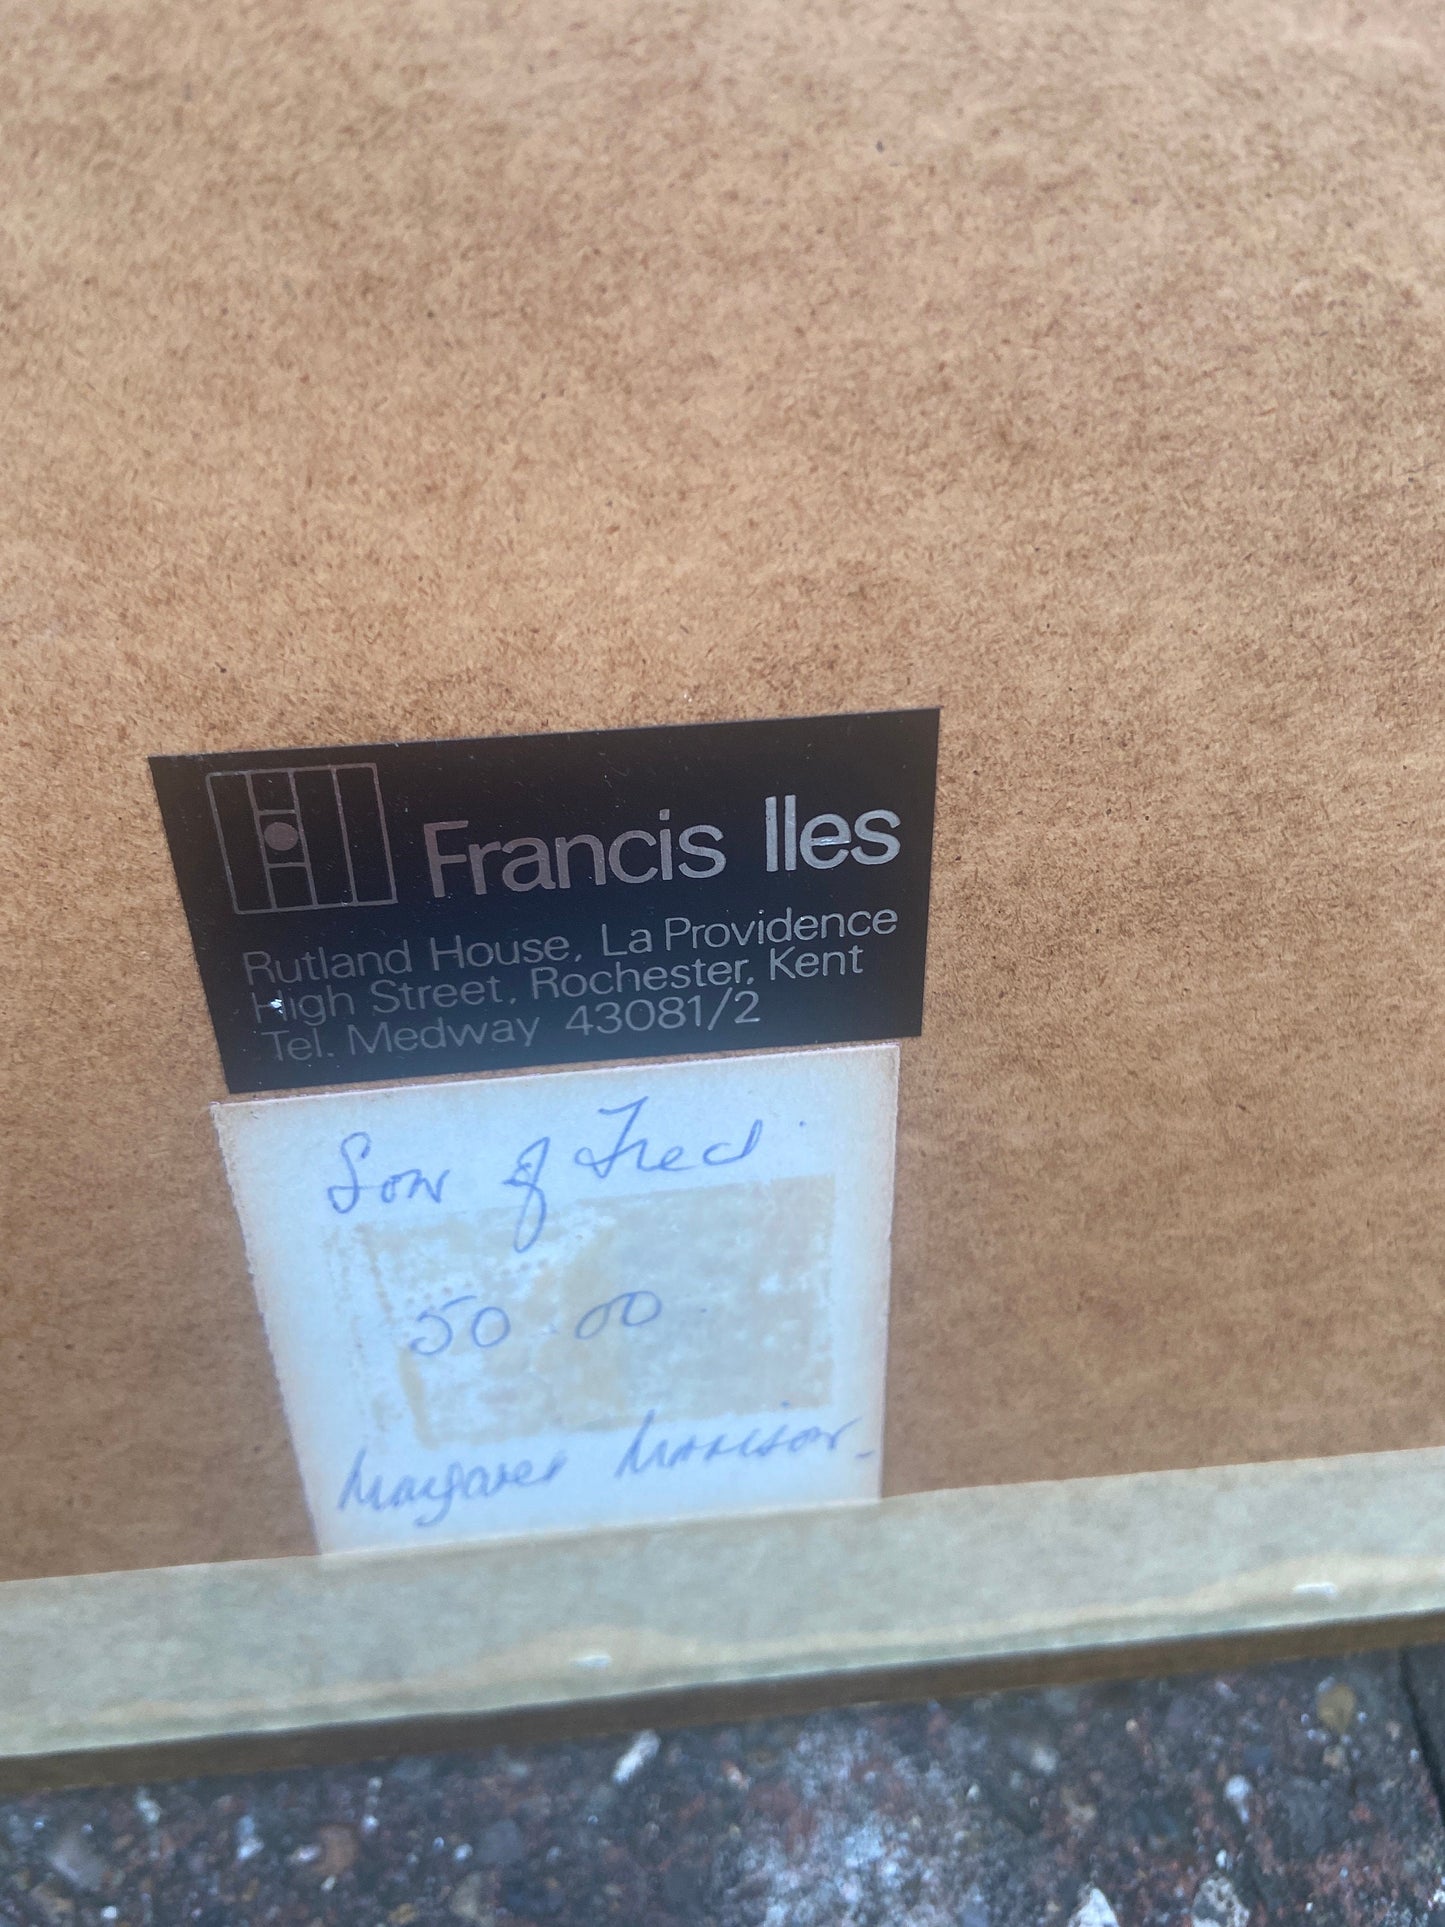 Francis Iles
Rutland House, La Providence
High Street, Rochester, Kent
Tel. Medway 43081/2
Son of Fred
50.00
Margaret Morrison